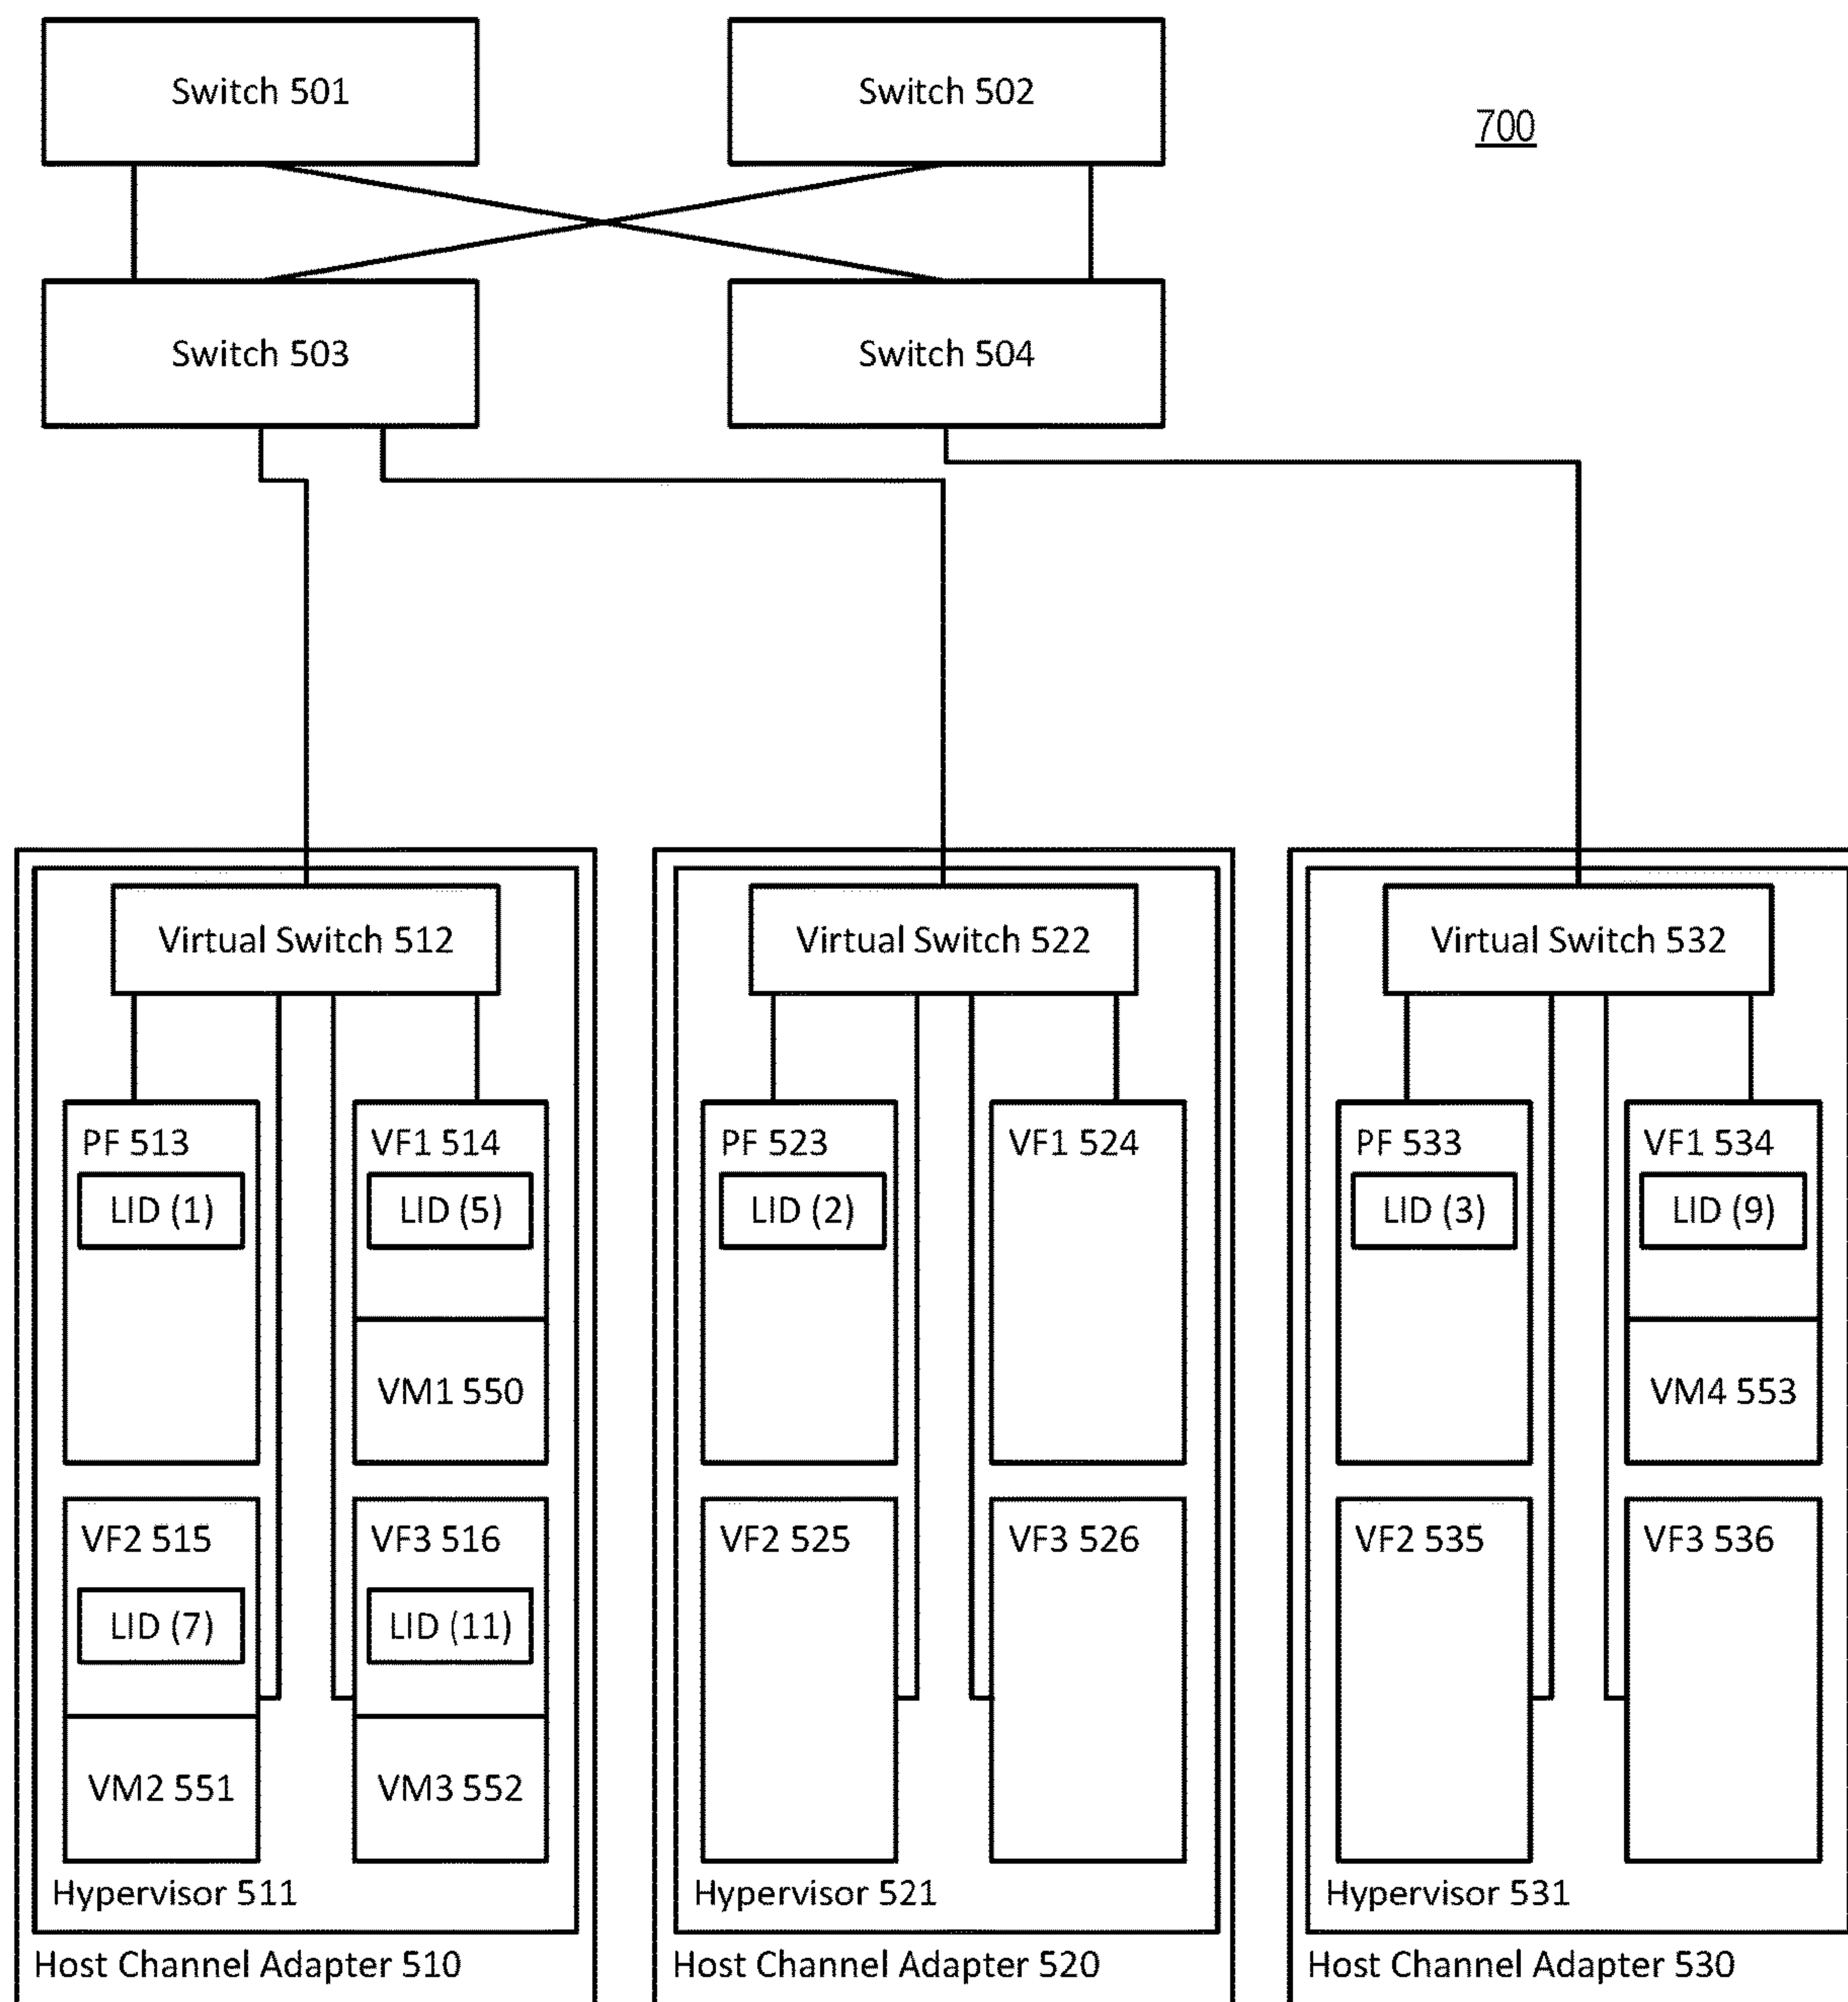 Switch 501
Switch 502
700
Switch 503
Switch 504
Virtual Switch 512
Virtual Switch 522
Virtual Switch 532
PF 513
LID (1)
VF1 514
LID (5)
VM1 550
VF2 515
LID (7)
VM2 551
VF3 516
LID (11)
VM3 552
Hypervisor 511
Host Channel Adapter 510
PF 523
LID (2)
VF1 524
VF2 525
VF3 526
Hypervisor 521
Host Channel Adapter 520
PF 533
LID (3)
VF1 534
LID (9)
VM4 553
VF2 535
VF3 536
Hypervisor 531
Host Channel Adapter 530